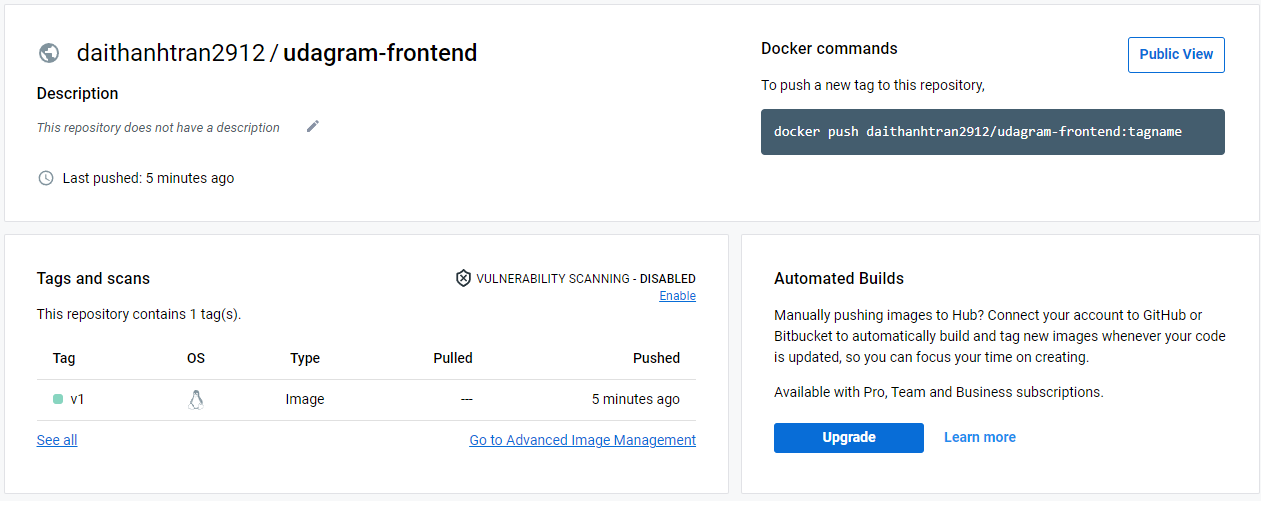 daithanhtran2912 / udagram-frontend
Description
This repository does not have a description
Last pushed: 5 minutes ago
Docker commands
Public View
To push a new tag to this repository,
docker push daithanhtran2912/udagram-frontend:tagname
Tags and scans
VULNERABILITY SCANNING - DISABLED
Enable
This repository contains 1 tag(s).
Tag OS Type Pulled Pushed
v1 Image --- 5 minutes ago
See all Go to Advanced Image Management
Automated Builds
Manually pushing images to Hub? Connect your account to GitHub or
Bitbucket to automatically build and tag new images whenever your code
is updated, so you can focus your time on creating.
Available with Pro, Team and Business subscriptions.
Upgrade Learn more